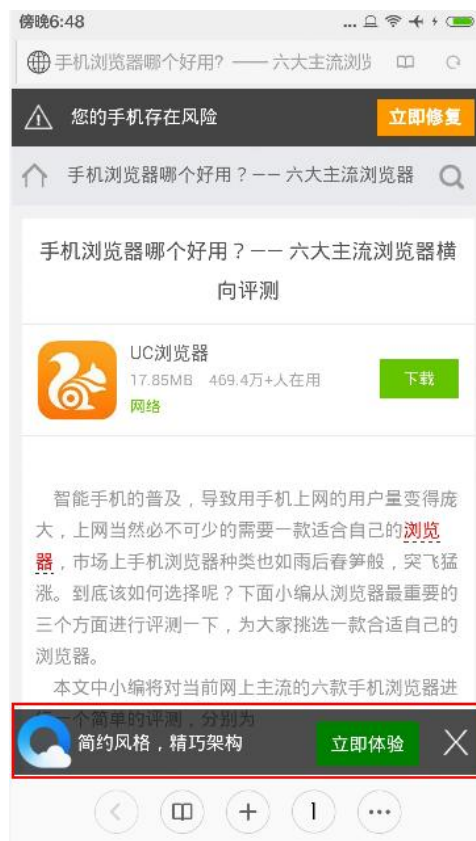 傍晚6:48
...
手机浏览器哪个好用? —— 六大主流浏
您的手机存在风险
立即修复
手机浏览器哪个好用？—— 六大主流浏览器
手机浏览器哪个好用？—— 六大主流浏览器横
向评测
UC浏览器
17.85MB 469.4万+人在用
下载
网络
智能手机的普及，导致用手机上网的用户量变得庞
大，上网当然必不可少的需要一款适合自己的浏览
器，市场上手机浏览器种类也如雨后春笋般，突飞猛
涨。到底该如何选择呢？下面小编从浏览器最重要的
三个方面进行评测一下，为大家挑选一款合适自己的
浏览器。
本文中小编将对当前网上主流的六款手机浏览器进
行一个简单的评测，分别为
简约风格，精巧架构
立即体验
1